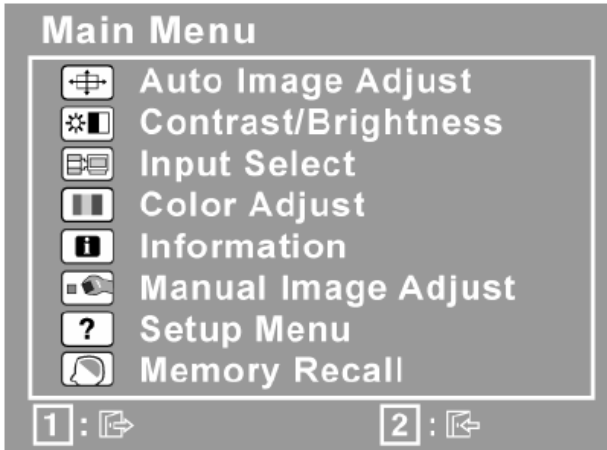 Main Menu
Auto Image Adjust
Contrast/Brightness
Input Select
Color Adjust
i Information
Manual Image Adjust
? Setup Menu
Memory Recall
1 : 2 :